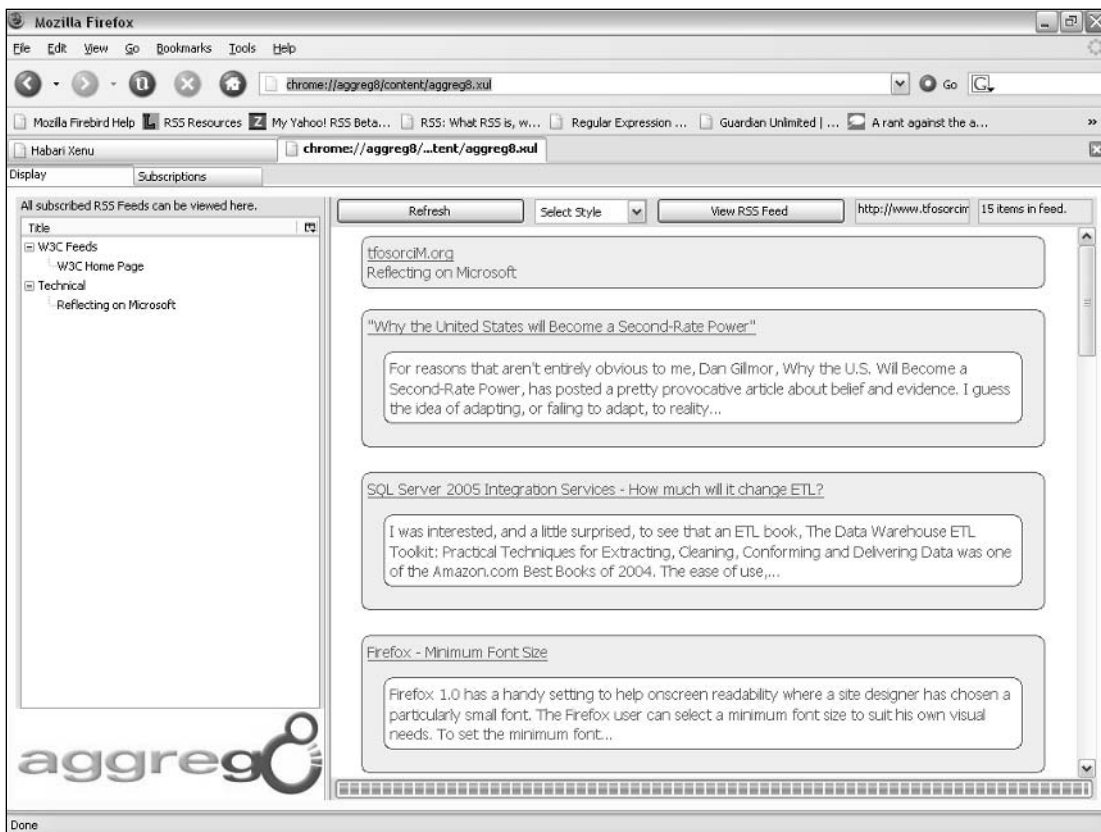 Mozilla Firefox
File Edit View Go Bookmarks Tools Help
chrome://aggreg8/content/aggreg8.xul
Go
G
Mozilla Firebird Help RSS Resources My Yahoo! RSS Beta... RSS: What RSS is, w... Regular Expression ... Guardian Unlimited | ... A rant against the a... »
Habari Xenu
chrome://aggreg8/...tent/aggreg8.xul
Display Subscriptions
All subscribed RSS Feeds can be viewed here.
Title
W3C Feeds
W3C Home Page
Technical
Reflecting on Microsoft
aggreg8
Refresh Select Style View RSS Feed http://www.tfosorcim 15 items in feed.
tfosorciM.org
Reflecting on Microsoft
"Why the United States will Become a Second-Rate Power"
For reasons that aren't entirely obvious to me, Dan Gilmor, Why the U.S. Will Become a
Second-Rate Power, has posted a pretty provocative article about belief and evidence. I guess
the idea of adapting, or failing to adapt, to reality...
SQL Server 2005 Integration Services - How much will it change ETL?
I was interested, and a little surprised, to see that an ETL book, The Data Warehouse ETL
Toolkit: Practical Techniques for Extracting, Cleaning, Conforming and Delivering Data was one
of the Amazon.com Best Books of 2004. The ease of use,...
Firefox - Minimum Font Size
Firefox 1.0 has a handy setting to help onscreen readability where a site designer has chosen a
particularly small font. The Firefox user can select a minimum font size to suit his own visual
needs. To set the minimum font...
Done